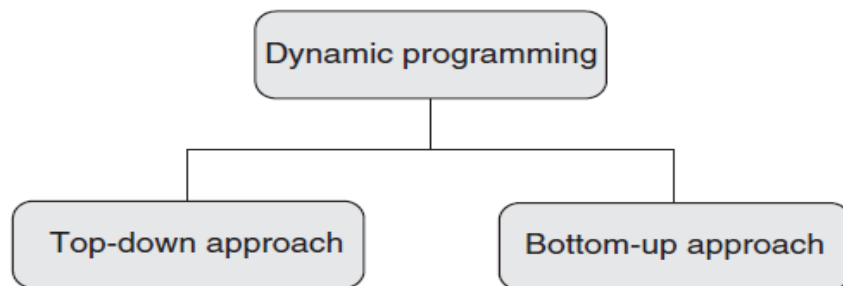 Dynamic programming
Top-down approach
Bottom-up approach